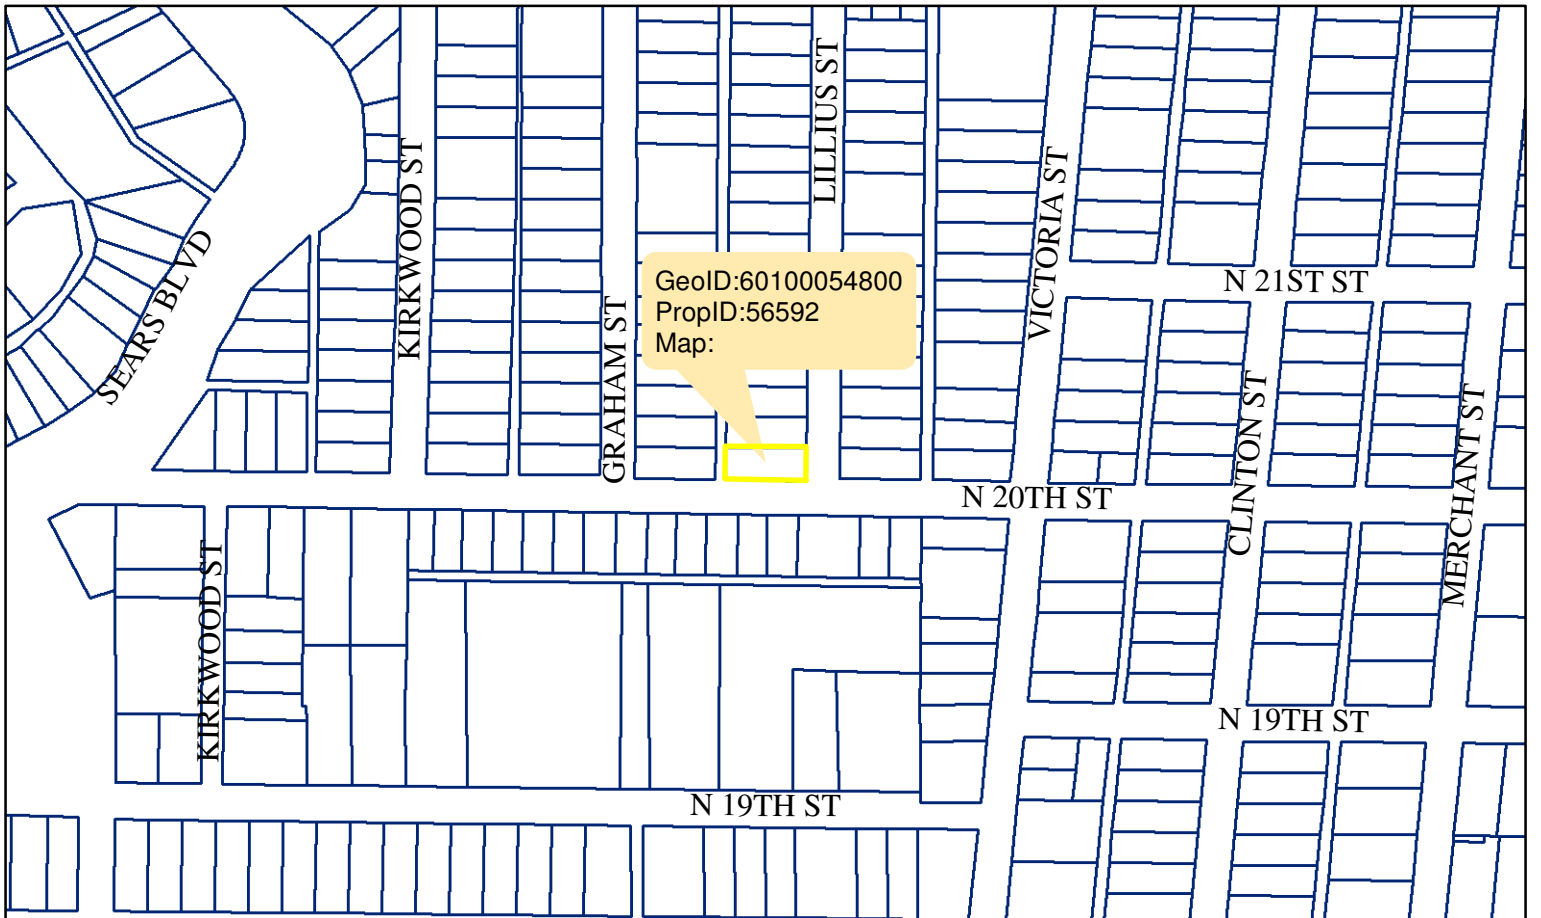 LILLIUS ST
KIRKWOOD ST
VICTORIA ST
SEARS BLVD
N 21ST ST
GeoID:60100054800
PropID:56592
Map:
GRAHAM ST
CLINTON ST
MERCHANT ST
N 20TH ST
KIRKWOOD ST
N 19TH ST
N 19TH ST